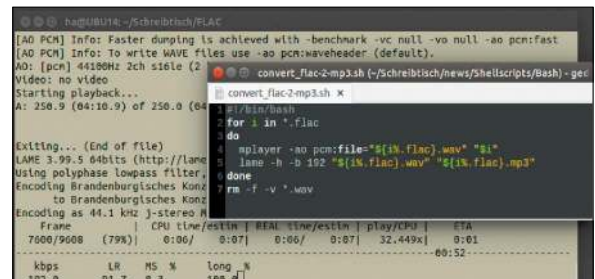 ha@UBU14: ~/Schreibtisch/FLAC
[AO PCM] Info: Faster dumping is achieved with -benchmark -vc null -vo null -ao pcm:fast
[AO PCM] Info: To write WAVE files use -ao pcm:waveheader (default).
AO: [pcm] 44100Hz 2ch s16le (2
Video: no video
Starting playback...
A: 250.9 (04:10.9) of 250.0 (04
Exiting... (End of file)
LAME 3.99.5 64bits (http://lame
Using polyphase lowpass filter,
Encoding Brandenburgisches Konz
to Brandenburgisches Konz
Encoding as 44.1 kHz j-stereo M
Frame | CPU time/estim | REAL time/estim | play/CPU | ETA
7600/9608 (79%)| 0:06/ 0:07| 0:06/ 0:07| 32.449x| 0:01
00:52
kbps LR MS % long %
convert_flac-2-mp3.sh (~/Schreibtisch/news/Shellscripts/Bash) - ged
convert_flac-2-mp3.sh ×
1 #!/bin/bash
2 for i in *.flac
3 do
4 mplayer -ao pcm:file="${i%.flac}.wav" "$i"
5 lame -h -b 192 "${i%.flac}.wav" "${i%.flac}.mp3"
6 done
7 rm -f -v *.wav